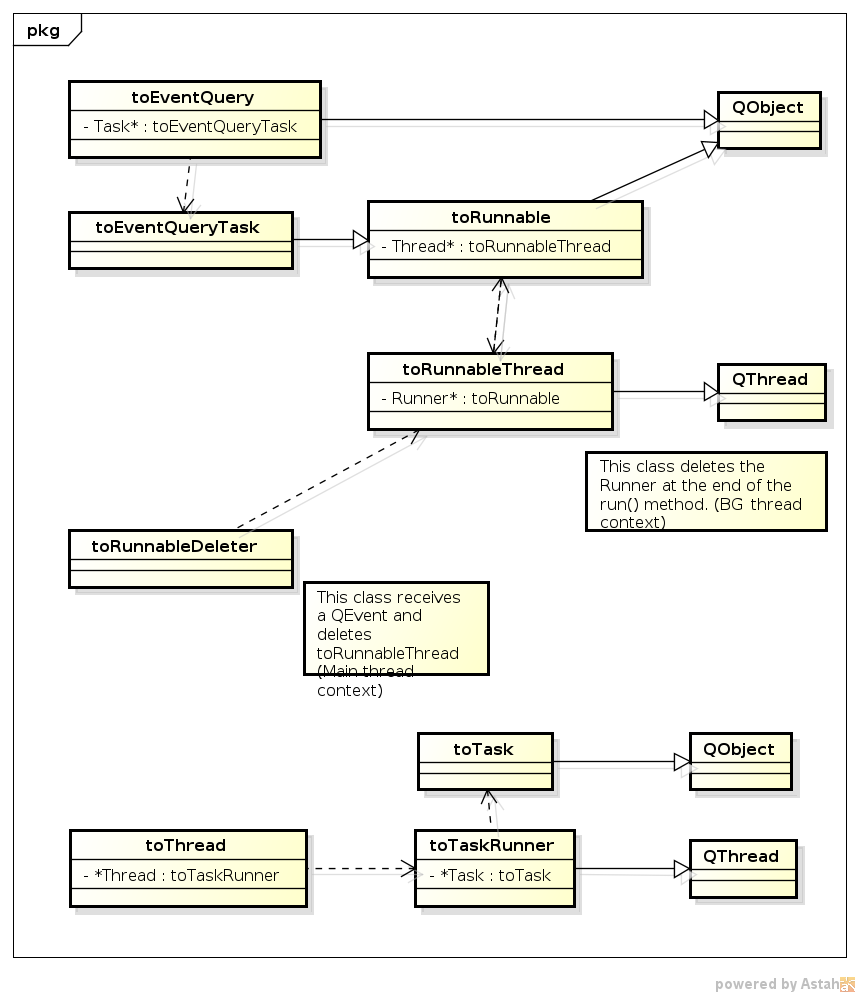 pkg
toEventQuery
- Task* : toEventQueryTask
QObject
toEventQueryTask
toRunnable
- Thread* : toRunnableThread
toRunnableThread
- Runner* : toRunnable
QThread
This class deletes the
Runner at the end of the
run() method. (BG thread
context)
toRunnableDeleter
This class receives
a QEvent and
deletes
toRunnableThread
(Main thread
context)
toTask
QObject
toThread
- *Thread : toTaskRunner
toTaskRunner
- *Task : toTask
QThread
powered by Astah